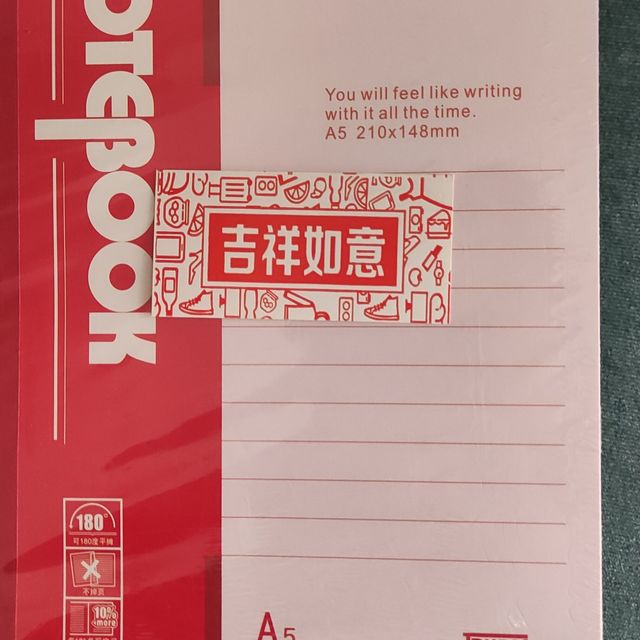 OTEBOOK
You will feel like writing
with it all the time.
A5 210x148mm
吉祥如意
180°
可180度平摊
不掉页
10%
more
A5